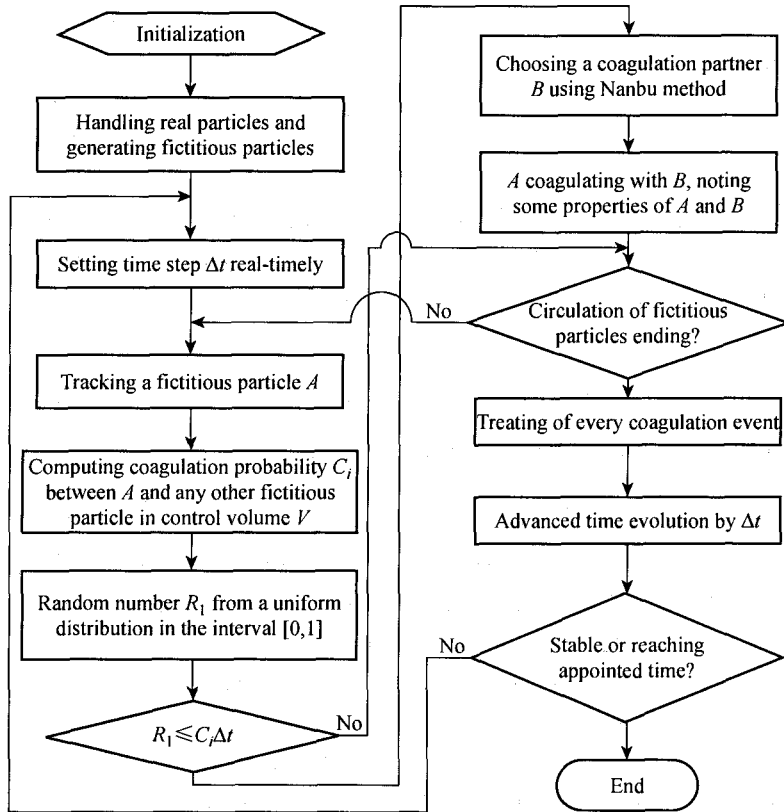 Initialization
Handling real particles and
generating fictitious particles
Setting time step Δt real-timely
Tracking a fictitious particle A
Computing coagulation probability Cᵢ
between A and any other fictitious
particle in control volume V
Random number R₁ from a uniform
distribution in the interval [0,1]
R₁⩽CᵢΔt
No
Choosing a coagulation partner
B using Nanbu method
A coagulating with B, noting
some properties of A and B
No
Circulation of fictitious
particles ending?
Treating of every coagulation event
Advanced time evolution by Δt
No
Stable or reaching
appointed time?
End